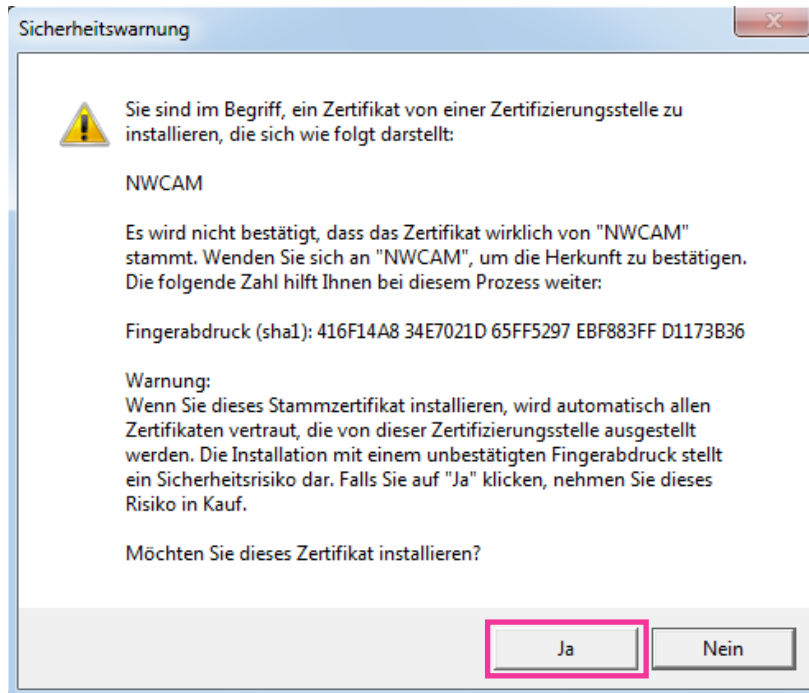 Sicherheitswarnung
Sie sind im Begriff, ein Zertifikat von einer Zertifizierungsstelle zu
installieren, die sich wie folgt darstellt:
NWCAM
Es wird nicht bestätigt, dass das Zertifikat wirklich von "NWCAM"
stammt. Wenden Sie sich an "NWCAM", um die Herkunft zu bestätigen.
Die folgende Zahl hilft Ihnen bei diesem Prozess weiter:
Fingerabdruck (sha1): 416F14A8 34E7021D 65FF5297 EBF883FF D1173B36
Warnung:
Wenn Sie dieses Stammzertifikat installieren, wird automatisch allen
Zertifikaten vertraut, die von dieser Zertifizierungsstelle ausgestellt
werden. Die Installation mit einem unbestätigten Fingerabdruck stellt
ein Sicherheitsrisiko dar. Falls Sie auf "Ja" klicken, nehmen Sie dieses
Risiko in Kauf.
Möchten Sie dieses Zertifikat installieren?
Ja
Nein